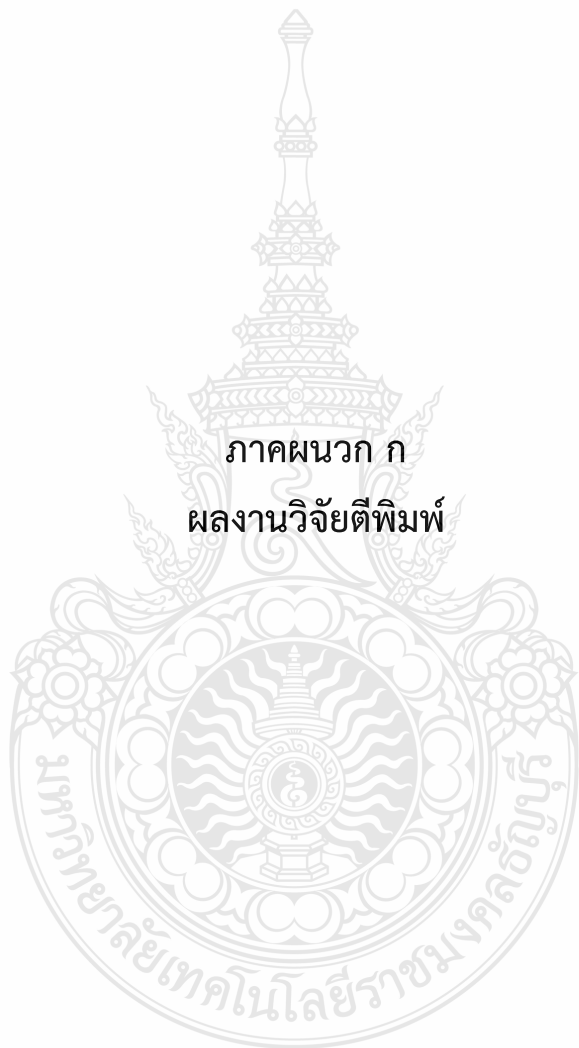 ภาคผนวก ก
ผลงานวิจัยตีพิมพ์
มหาวิทยาลัยเทคโนโลยีราชมงคลธัญบุรี